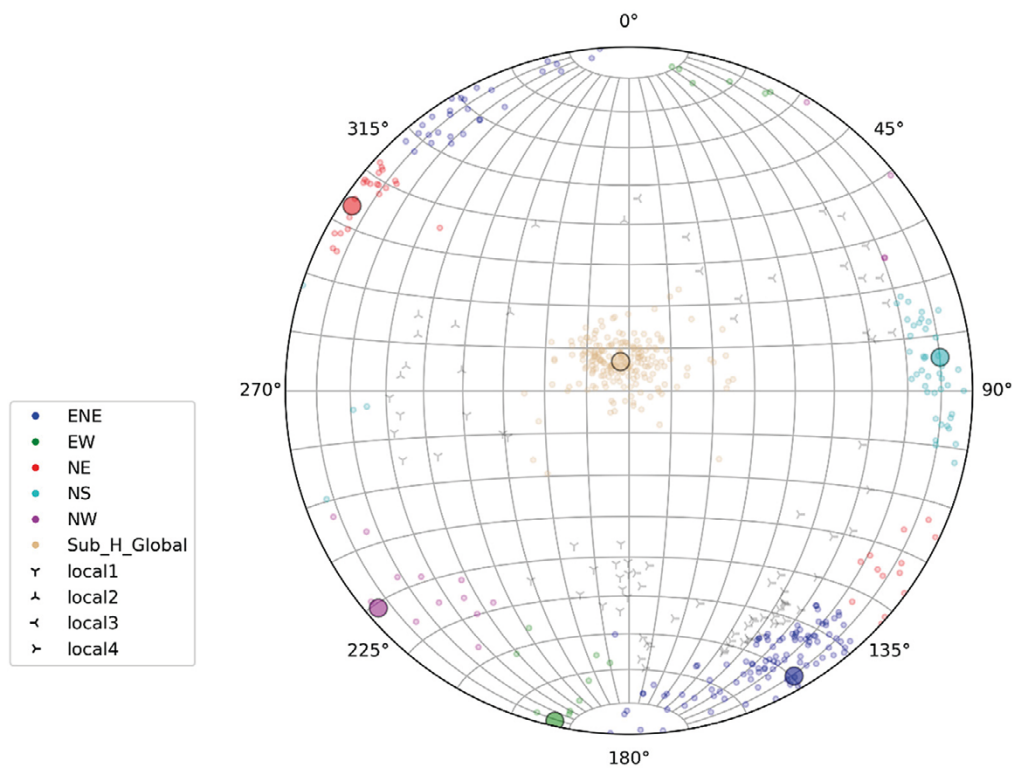 0°
315°
45°
270°
90°
225°
135°
180°
ENE
EW
NE
NS
NW
Sub_H_Global
local1
local2
local3
local4